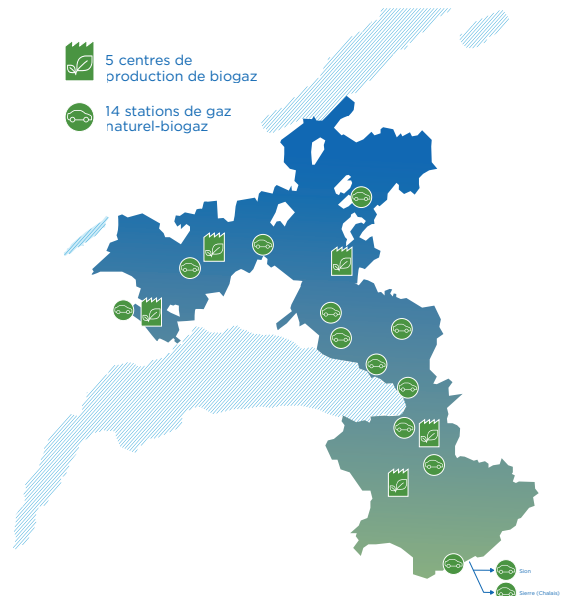 5 centres de
production de biogaz
14 stations de gaz
naturel-biogaz
Sion
Sierre (Chalais)